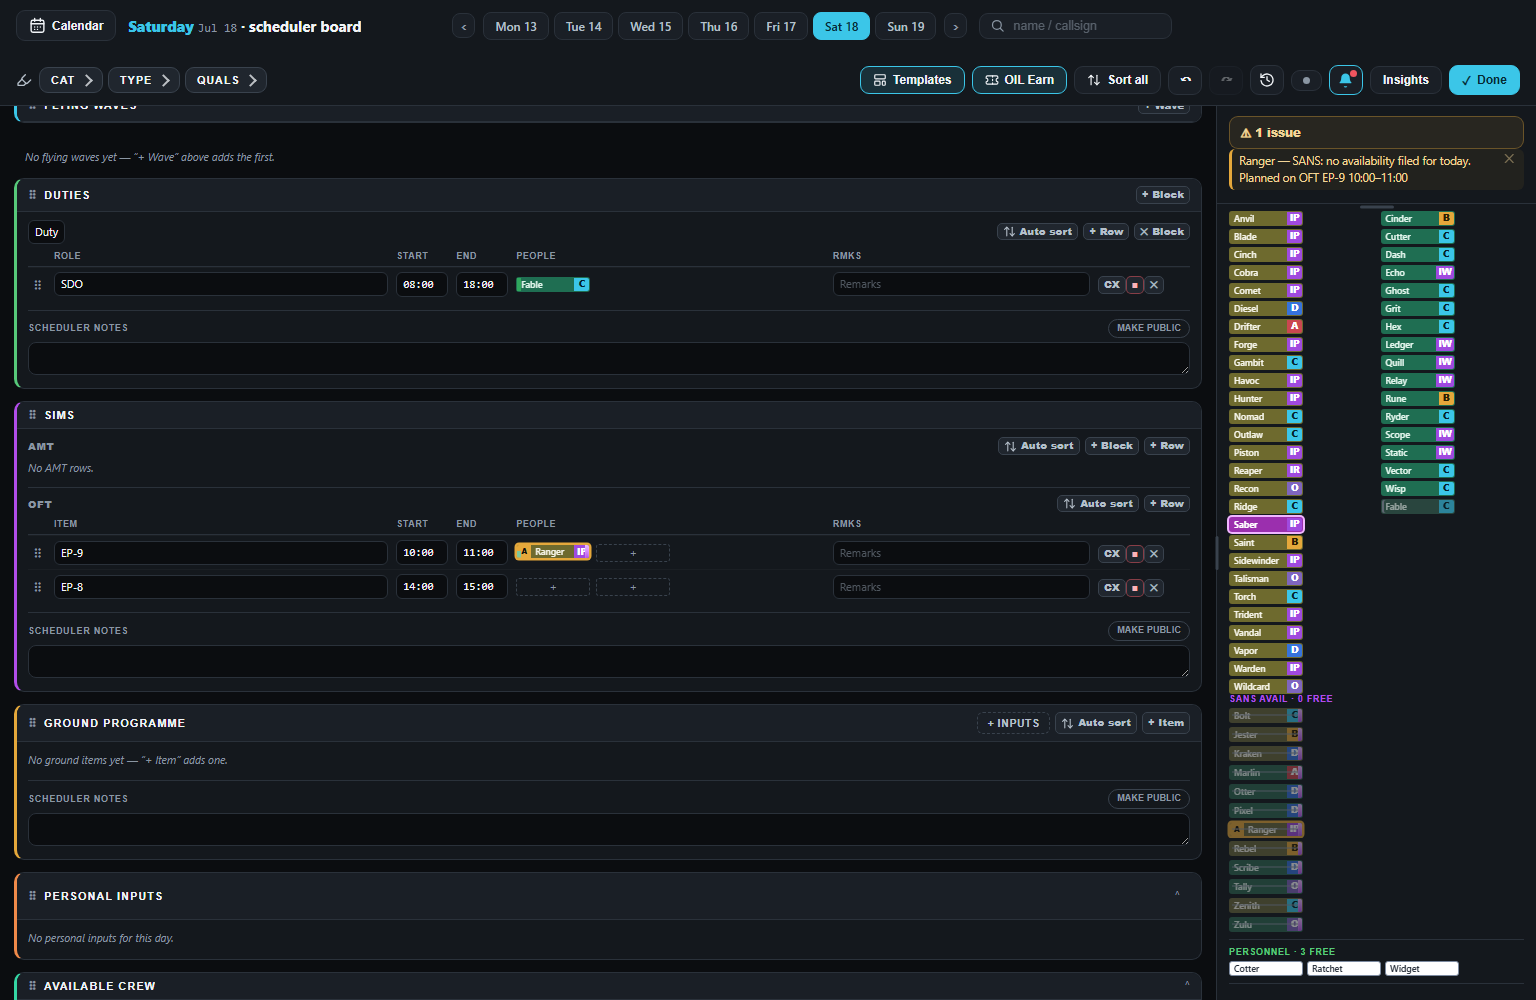 Calendar
Saturday Jul 18 · scheduler board
‹ Mon 13 Tue 14 Wed 15 Thu 16 Fri 17 Sat 18 Sun 19 ›
name / callsign
CAT TYPE QUALS
Templates OIL Earn Sort all Insights ✓ Done
FLYING WAVES + Wave
No flying waves yet — "+ Wave" above adds the first.
DUTIES + Block
Duty Auto sort + Row ✕ Block
ROLE START END PEOPLE RMKS
SDO 08:00 18:00 Fable C Remarks CX ✕
SCHEDULER NOTES MAKE PUBLIC
SIMS
AMT Auto sort + Block + Row
No AMT rows.
OFT Auto sort + Row
ITEM START END PEOPLE RMKS
EP-9 10:00 11:00 A Ranger IP + Remarks CX ✕
EP-8 14:00 15:00 + + Remarks CX ✕
SCHEDULER NOTES MAKE PUBLIC
GROUND PROGRAMME + INPUTS Auto sort + Item
No ground items yet — "+ Item" adds one.
SCHEDULER NOTES MAKE PUBLIC
PERSONAL INPUTS ^
No personal inputs for this day.
AVAILABLE CREW ^
⚠ 1 issue
Ranger — SANS: no availability filed for today.
Planned on OFT EP-9 10:00–11:00
Anvil IP Cinder B
Blade IP Cutter C
Cinch IP Dash C
Cobra IP Echo IW
Comet IP Ghost C
Diesel D Grit C
Drifter A Hex C
Forge IP Ledger IW
Gambit C Quill IW
Havoc IP Relay IW
Hunter IP Rune B
Nomad C Ryder C
Outlaw C Scope IW
Piston IP Static IW
Reaper IR Vector C
Recon O Wisp C
Ridge C Fable C
Saber IP
Saint B
Sidewinder IP
Talisman O
Torch C
Trident IP
Vandal IP
Vapor D
Warden IP
Wildcard O
SANS AVAIL · 0 FREE
Bolt C
Jester B
Kraken D
Marlin A
Otter D
Pixel D
A Ranger IP
Rebel B
Scribe D
Tally O
Zenith C
Zulu O
PERSONNEL · 3 FREE
Cotter Ratchet Widget